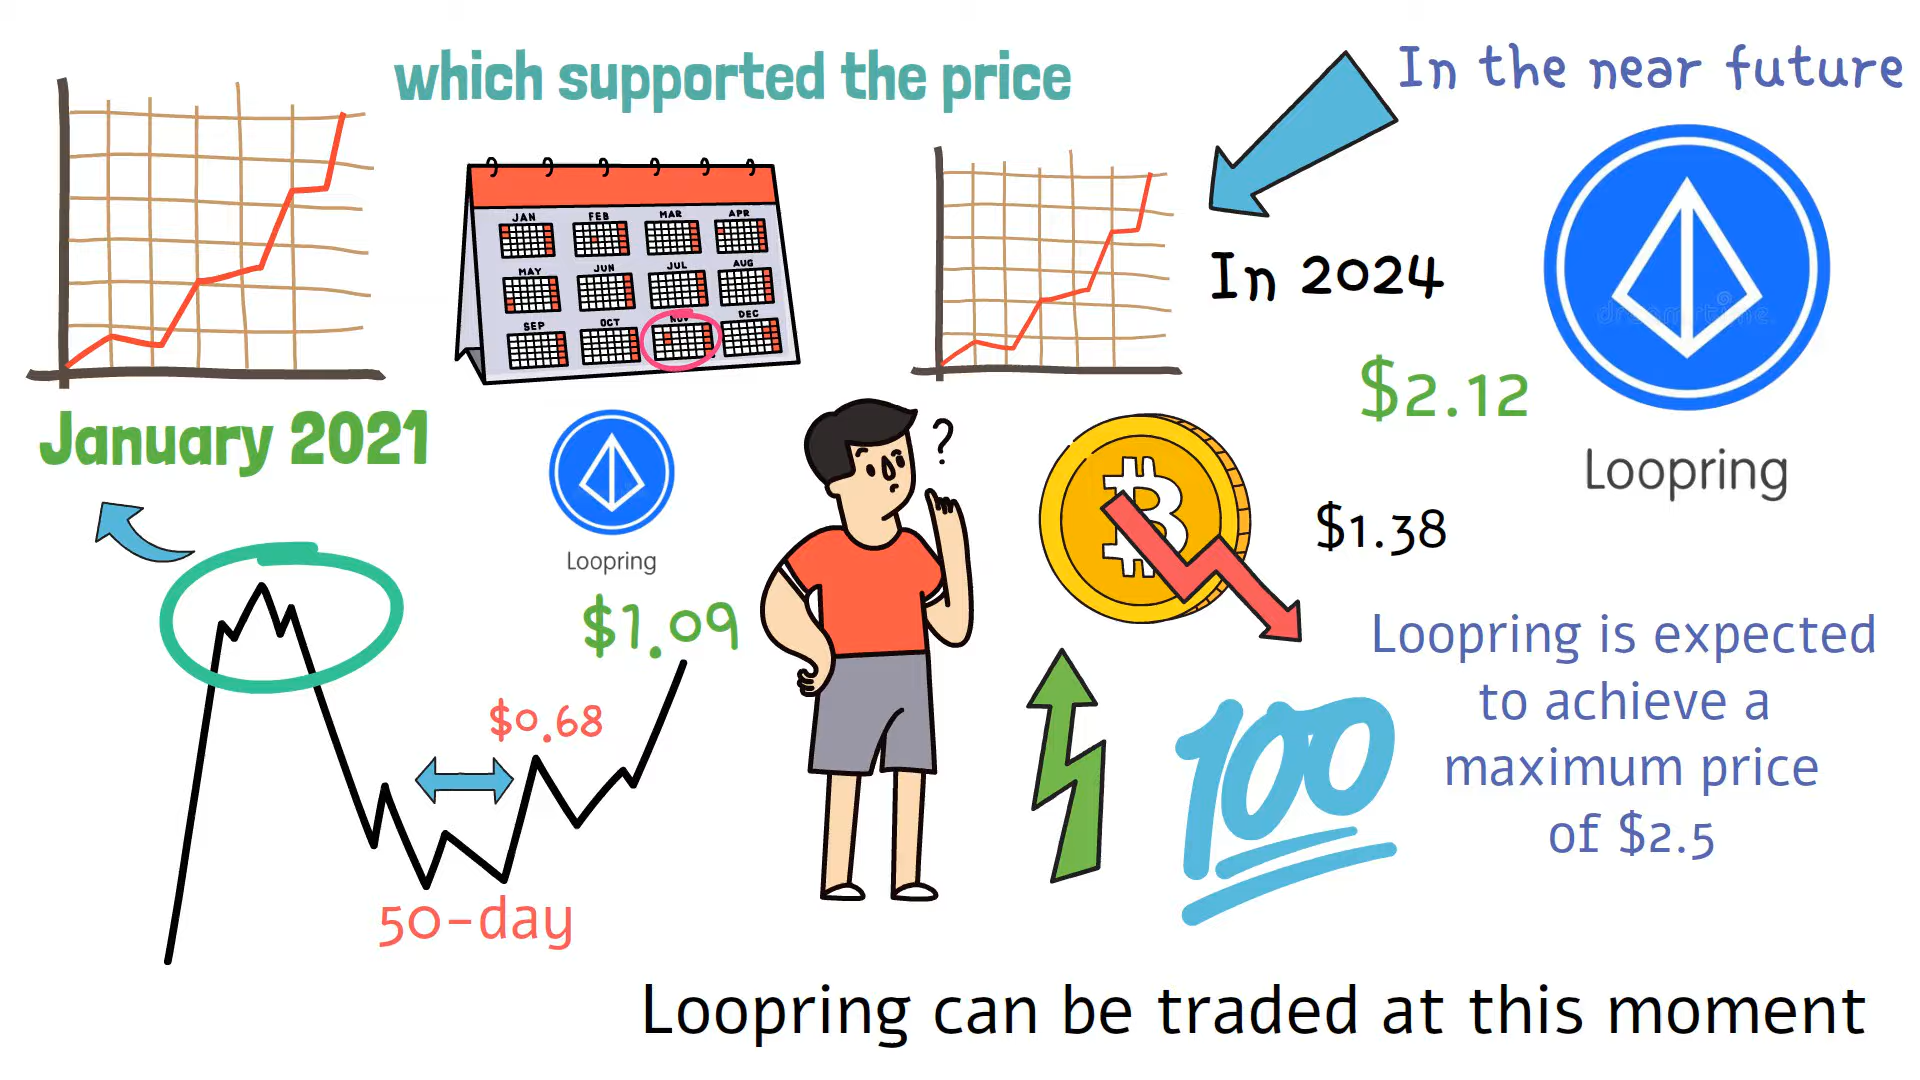 which supported the price
In the near future
JAN
FEB
MAR
APR
MAY
JUN
JUL
AUG
SEP
OCT
NOV
DEC
In 2024
$2.12
Loopring
January 2021
?
Loopring
$1.09
$1.38
$0.68
50-day
100
Loopring is expected
to achieve a
maximum price
of $2.5
Loopring can be traded at this moment